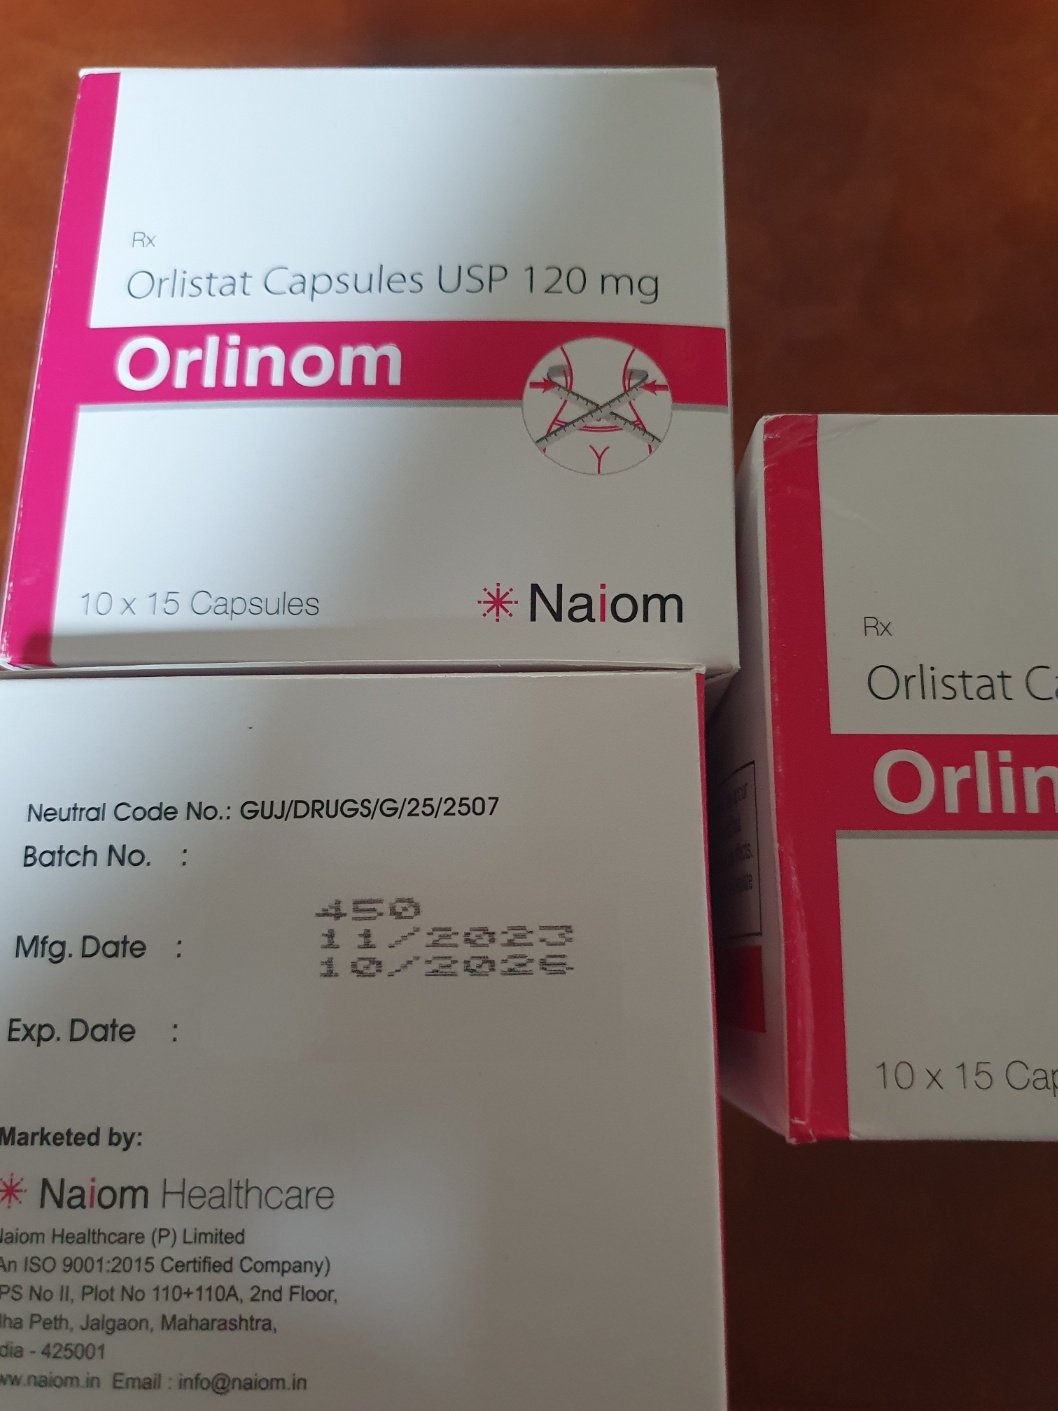 Rx
Orlistat Capsules USP 120 mg
Orlinom
10 x 15 Capsules
Naiom
Rx
Orlistat
Orlin
10 x 15
Neutral Code No.: GUJ/DRUGS/G/25/2507
Batch No. :
450
Mfg. Date :
11/2023
10/2026
Exp. Date :
Marketed by:
Naiom Healthcare
Naiom Healthcare (P) Limited
An ISO 9001:2015 Certified Company)
PS No II, Plot No 110+110A, 2nd Floor,
Peth, Jalgaon, Maharashtra,
dia - 425001
ww.naiom.in Email : info@naiom.in